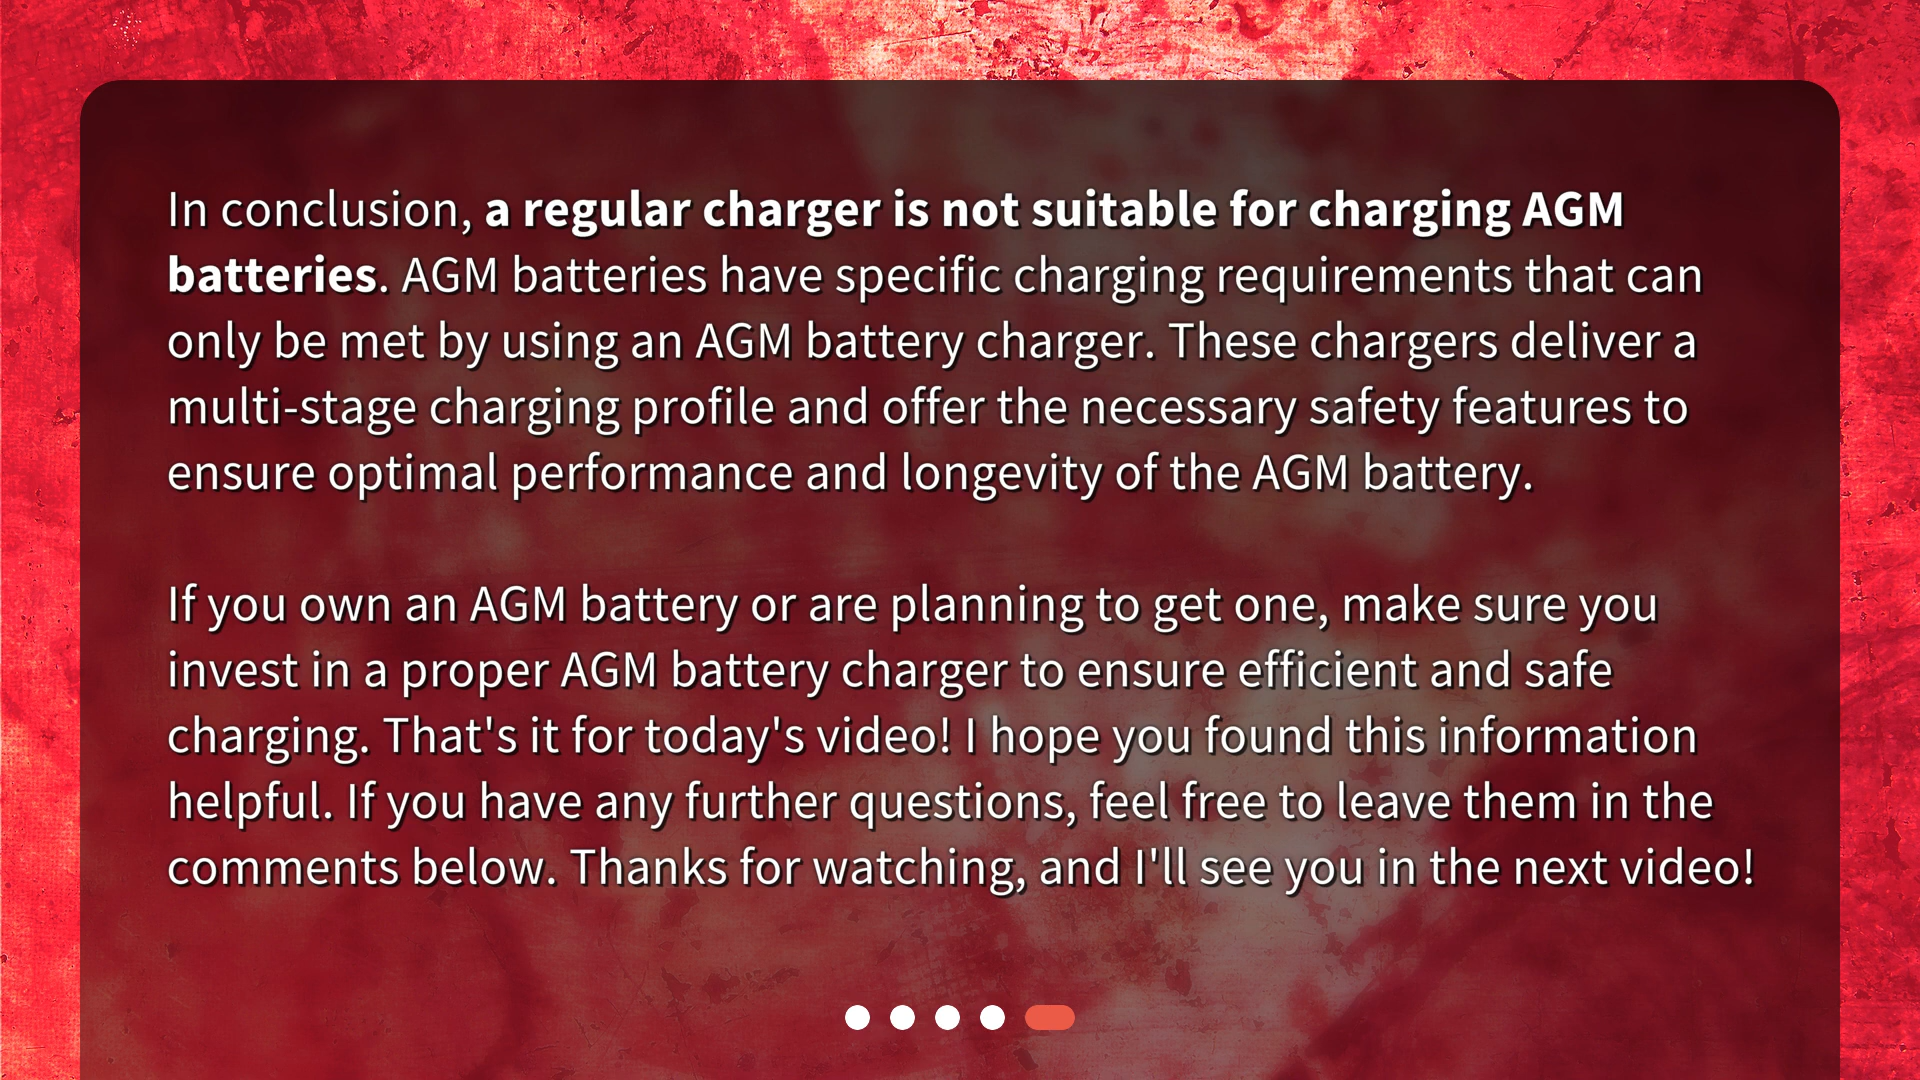 In conclusion, a regular charger is not suitable for charging AGM
batteries. AGM batteries have specific charging requirements that can
only be met by using an AGM battery charger. These chargers deliver a
multi-stage charging profile and offer the necessary safety features to
ensure optimal performance and longevity of the AGM battery.
If you own an AGM battery or are planning to get one, make sure you
invest in a proper AGM battery charger to ensure efficient and safe
charging. That's it for today's video! I hope you found this information
helpful. If you have any further questions, feel free to leave them in the
comments below. Thanks for watching, and I'll see you in the next video!